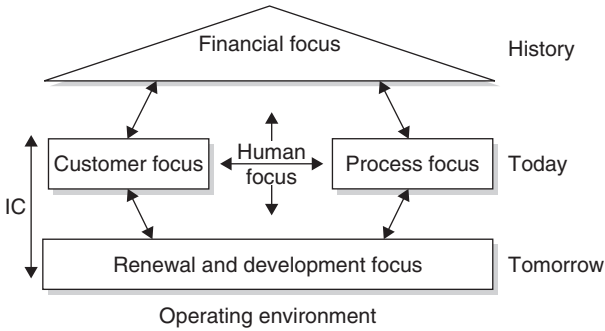 Financial focus
History
Customer focus
Human
focus
Process focus
Today
IC
Renewal and development focus
Tomorrow
Operating environment